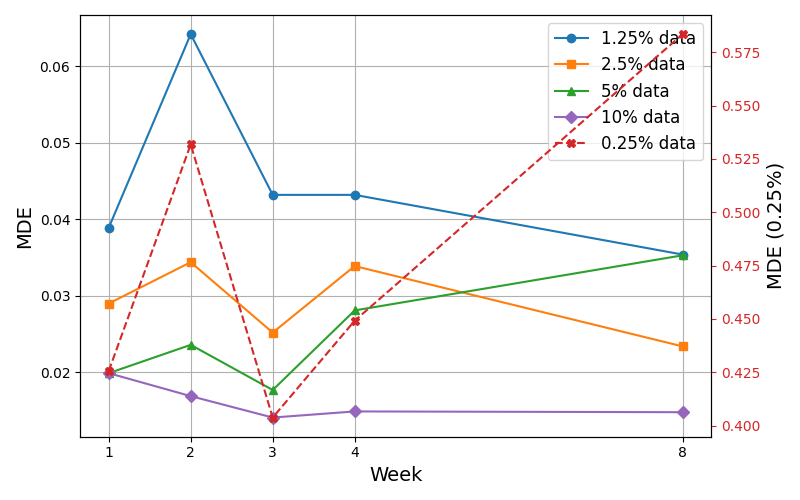 1.25% data
2.5% data
5% data
10% data
0.25% data
0.06
0.05
0.04
0.03
0.02
MDE
0.575
0.550
0.525
0.500
0.475
0.450
0.425
0.400
MDE (0.25%)
1 2 3 4 8
Week